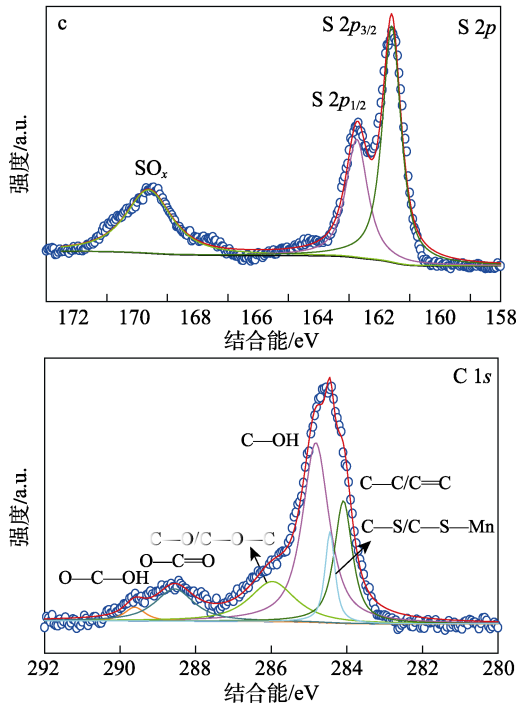 c
S 2p3/2
S 2p
S 2p1/2
SOx
强度/a.u.
172 170 168 166 164 162 160 158
结合能/eV
C 1s
C—OH
C—C/C=C
C—S/C—S—Mn
C—O/C—O—C
O—C=O
O—C—OH
强度/a.u.
292 290 288 286 284 282 280
结合能/eV